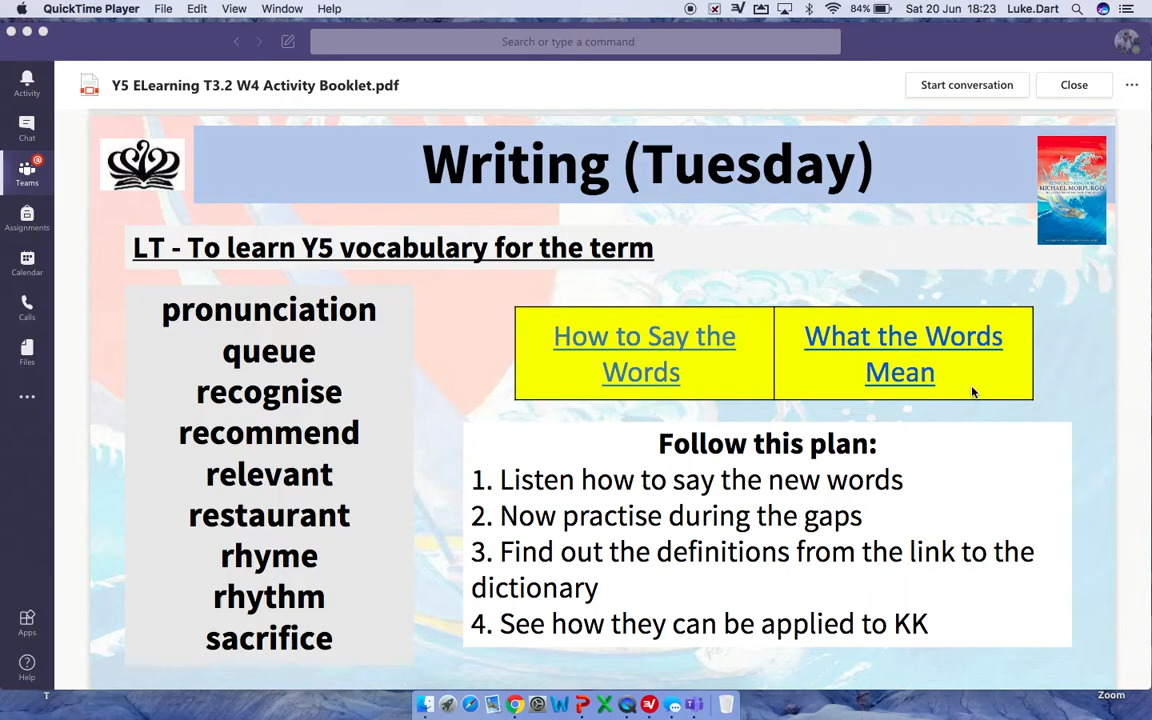 QuickTime Player File Edit View Window Help 84% Sat 20 Jun 18:23 Luke.Dart
Search or type a command
Activity
Chat
Teams
Assignments
Calendar
Calls
Files
Apps
Help
Y5 ELearning T3.2 W4 Activity Booklet.pdf Start conversation Close
Writing (Tuesday)
MICHAEL MORPURGO
LT - To learn Y5 vocabulary for the term
pronunciation
queue
recognise
recommend
relevant
restaurant
rhyme
rhythm
sacrifice
How to Say the
Words
What the Words
Mean
Follow this plan:
1. Listen how to say the new words
2. Now practise during the gaps
3. Find out the definitions from the link to the
dictionary
4. See how they can be applied to KK
T
Zoom